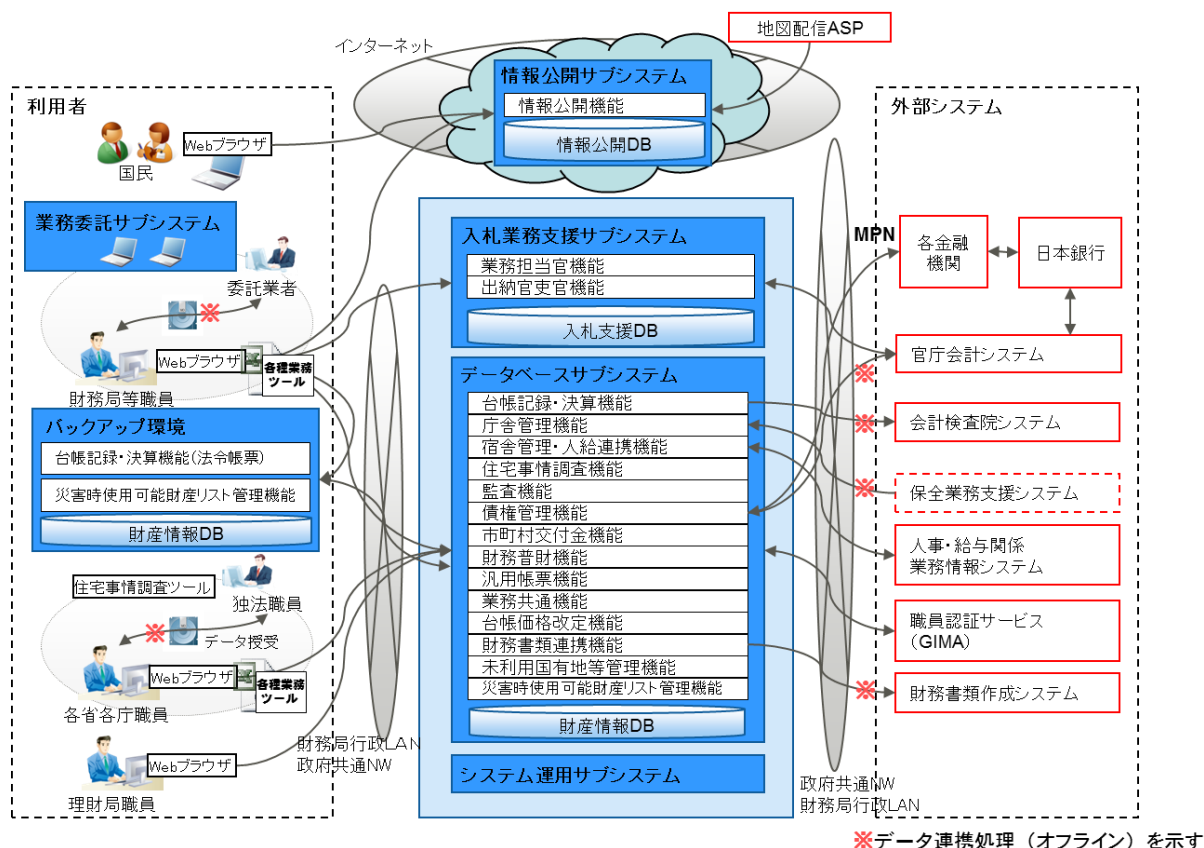 地図配信ASP
インターネット
情報公開サブシステム
情報公開機能
情報公開DB
利用者
Webブラウザ
国民
業務委託サブシステム
委託業者
※
Webブラウザ
各種業務
ツール
財務局等職員
バックアップ環境
台帳記録・決算機能(法令帳票)
災害時使用可能財産リスト管理機能
財産情報DB
住宅事情調査ツール
独法職員
※
データ授受
Webブラウザ
各種業務
ツール
各省各庁職員
Webブラウザ
理財局職員
財務局行政LAN
政府共通NW
入札業務支援サブシステム
業務担当官機能
出納官吏官機能
入札支援DB
データベースサブシステム
台帳記録・決算機能
庁舎管理機能
宿舎管理・人給連携機能
住宅事情調査機能
監査機能
債権管理機能
市町村交付金機能
財務普財機能
汎用帳票機能
業務共通機能
台帳価格改定機能
財務書類連携機能
未利用国有地等管理機能
災害時使用可能財産リスト管理機能
財産情報DB
システム運用サブシステム
政府共通NW
財務局行政LAN
外部システム
MPN
各金融
機関
日本銀行
官庁会計システム
※
※
会計検査院システム
※
保全業務支援システム
人事・給与関係
業務情報システム
職員認証サービス
(GIMA)
※
財務書類作成システム
※データ連携処理（オフライン）を示す